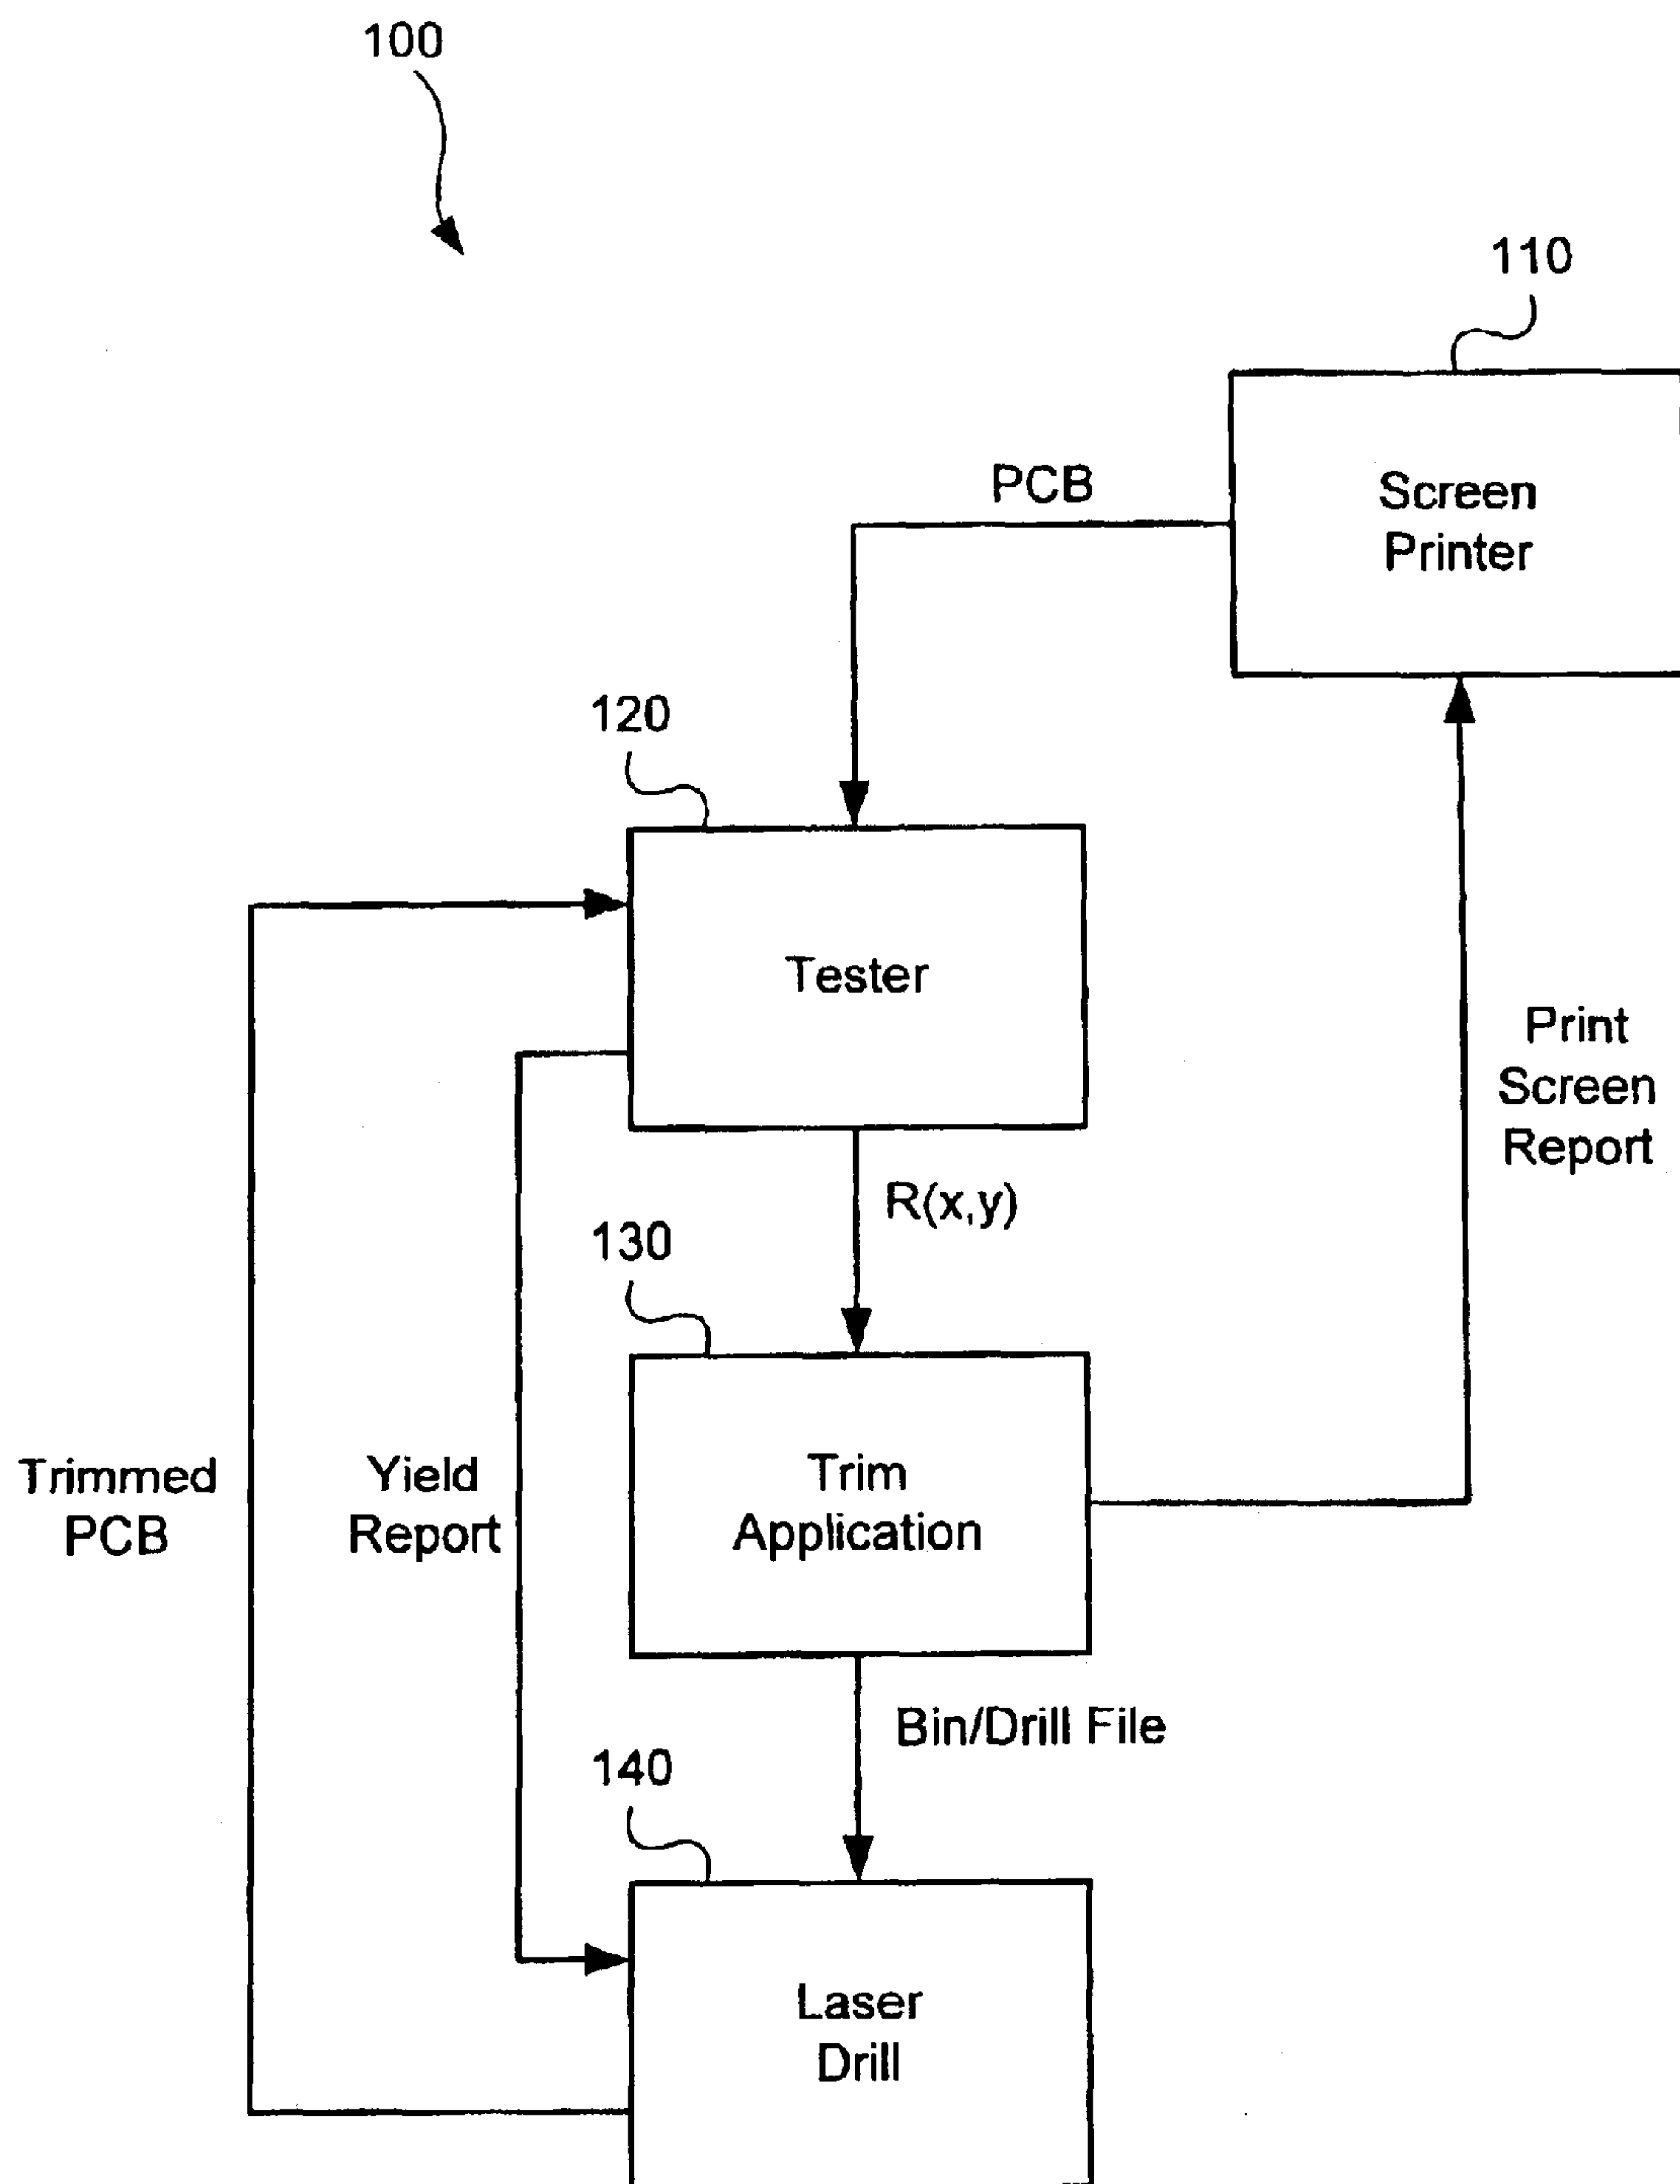 100
110
PCB
Screen
Printer
120
Tester
Print
Screen
Report
R(x,y)
130
Trimmed
PCB
Yield
Report
Trim
Application
Bin/Drill File
140
Laser
Drill